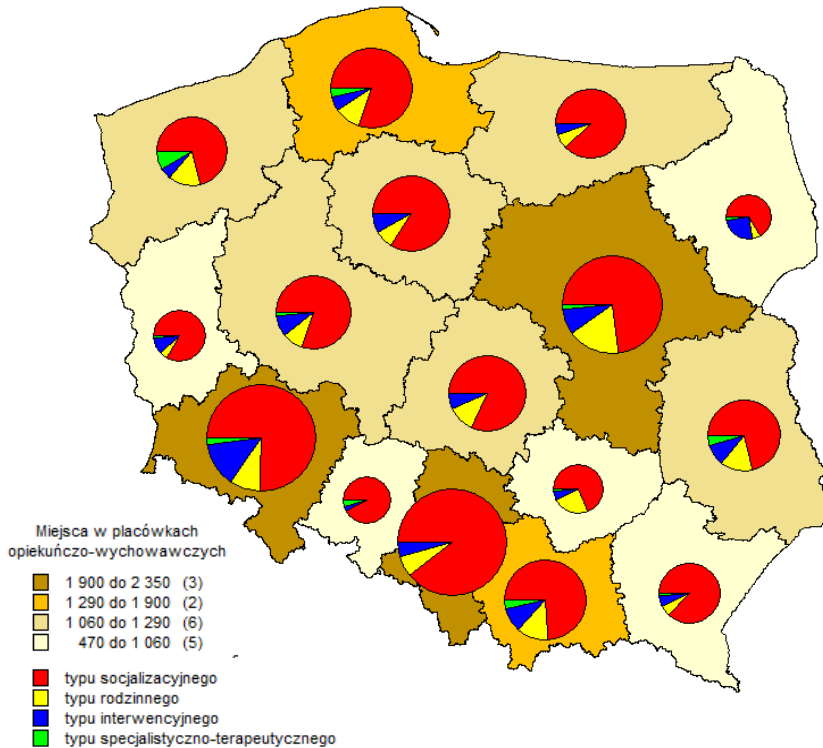 Miejsca w placówkach
opiekuńczo-wychowawczych
1 900 do 2 350 (3)
1 290 do 1 900 (2)
1 060 do 1 290 (6)
470 do 1 060 (5)
typu socjalizacyjnego
typu rodzinnego
typu interwencyjnego
typu specjalistyczno-terapeutycznego